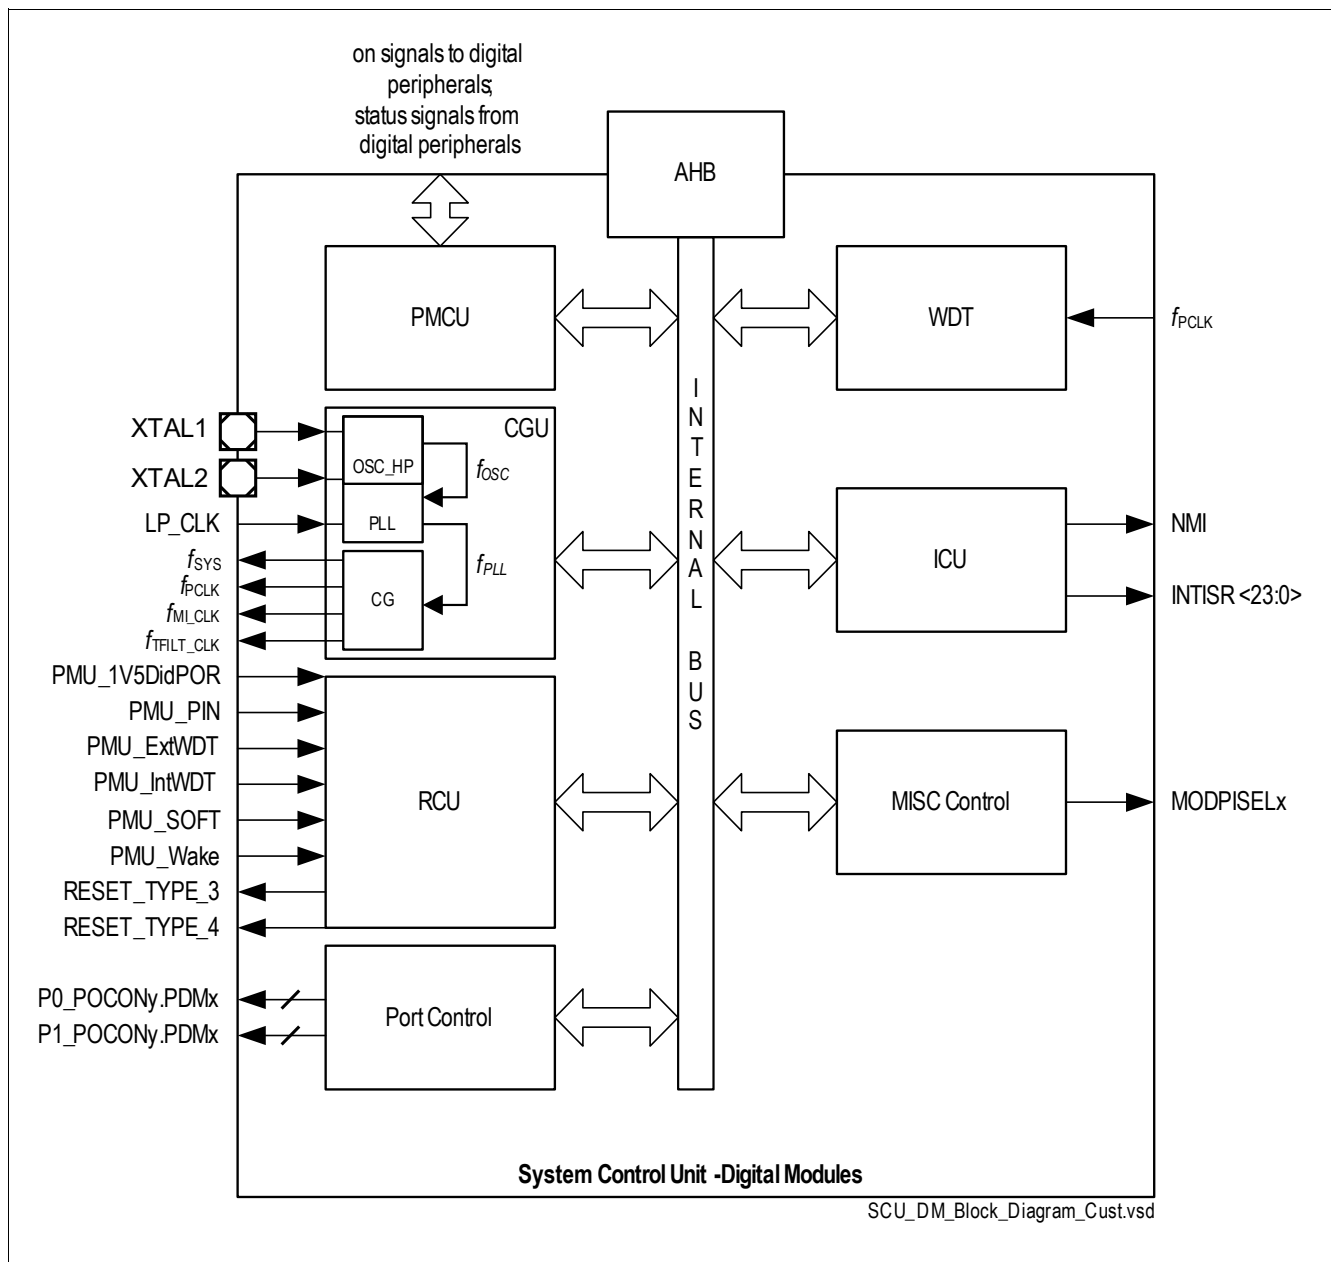 on signals to digital
peripherals;
status signals from
digital peripherals
AHB
PMCU
WDT
fPCLK
INTERNAL BUS
XTAL1
XTAL2
LP_CLK
fSYS
fPCLK
fMI_CLK
fTFILT_CLK
CGU
OSC_HP
fOSC
PLL
fPLL
CG
ICU
NMI
INTISR <23:0>
PMU_1V5DidPOR
PMU_PIN
PMU_ExtWDT
PMU_IntWDT
PMU_SOFT
PMU_Wake
RESET_TYPE_3
RESET_TYPE_4
RCU
MISC Control
MODPISELx
P0_POCONy.PDMx
P1_POCONy.PDMx
Port Control
System Control Unit -Digital Modules
SCU_DM_Block_Diagram_Cust.vsd